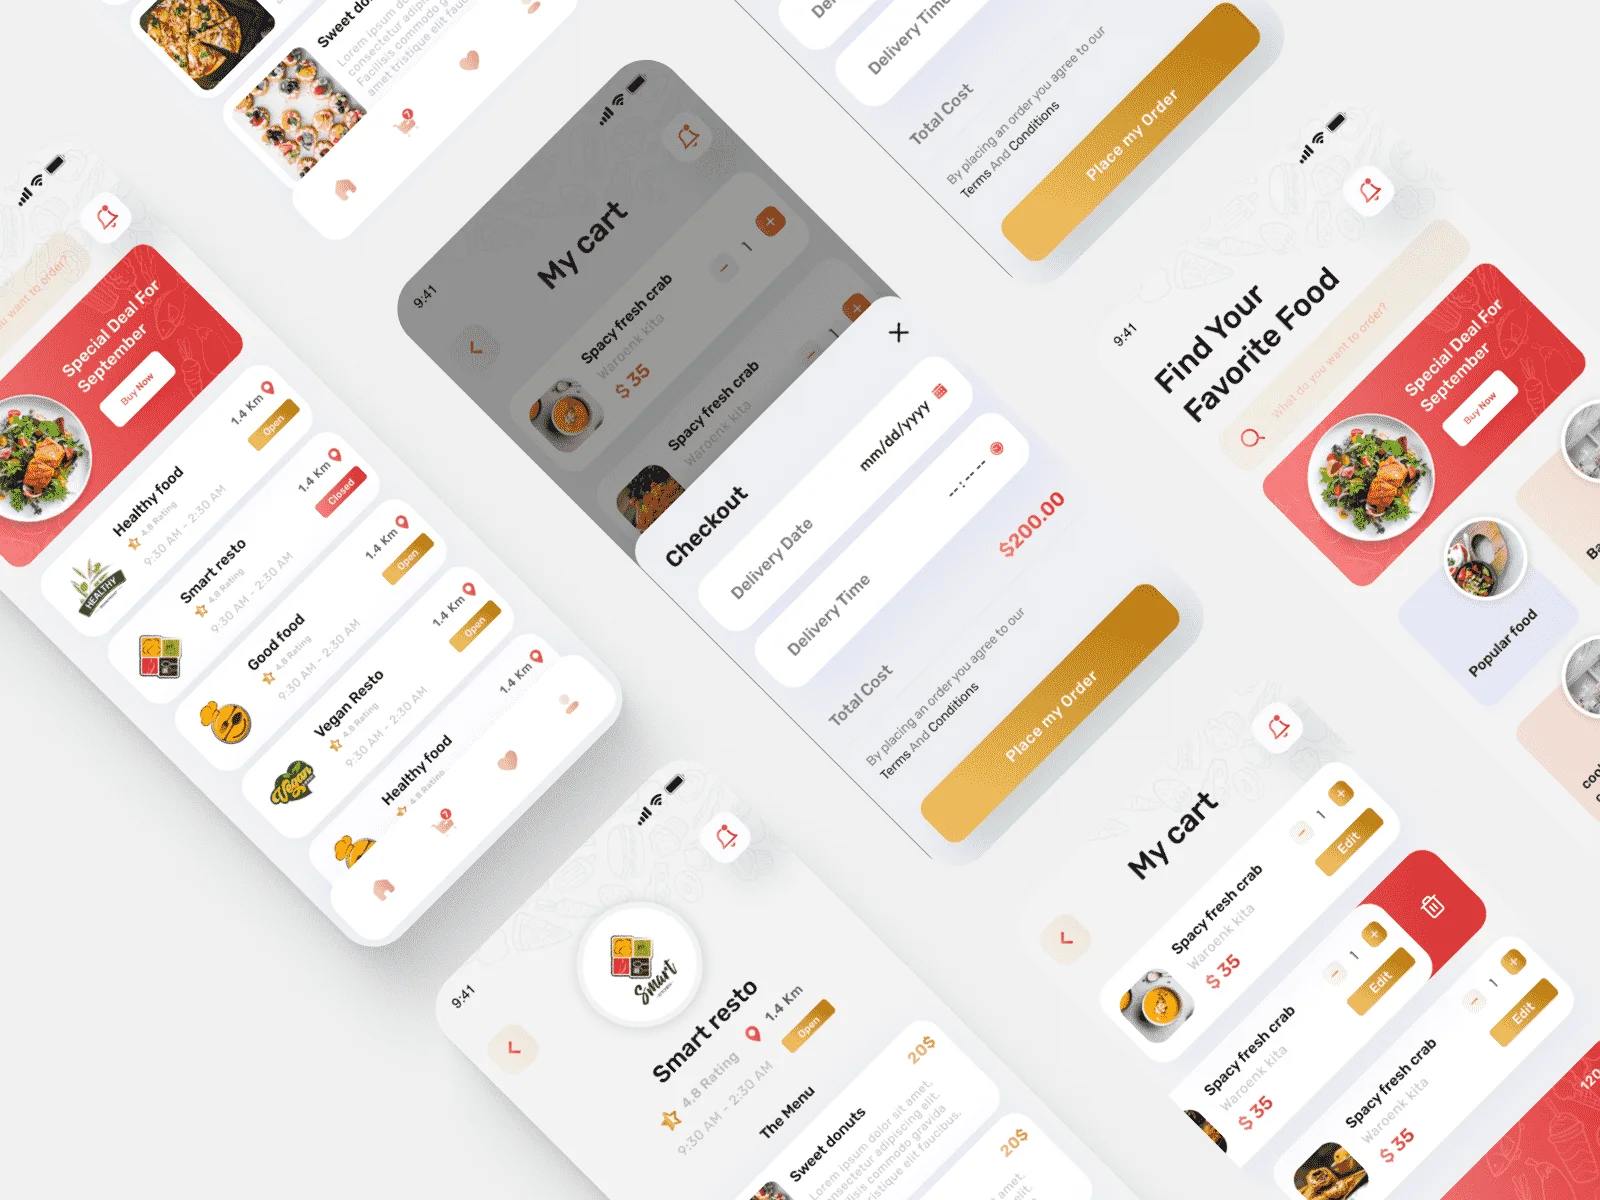 Sweet do
Lorem ipsum do
consectetur adipis
Facilisis commodo g
amet tristique elit fauc
7
you want to order?
Special Deal For
September
Buy Now
Healthy food
4.8 Rating
9:30 AM - 2:30 AM
1.4 Km
Open
HEALTHY
Smart resto
4.8 Rating
9:30 AM - 2:30 AM
1.4 Km
Closed
Good food
4.8 Rating
9:30 AM - 2:30 AM
1.4 Km
Open
Vegan Resto
4.8 Rating
9:30 AM - 2:30 AM
1.4 Km
Open
Vegan
Healthy food
4.8 Rating
1.4 Km
7
9:41
My cart
Spacy fresh crab
Waroenk kita
$ 35
1
Spacy fresh crab
Waroenk kita
1
Checkout
Delivery Date
mm/dd/yyyy
Delivery Time
--:----
Total Cost
$200.00
By placing an order you agree to our
Terms And Conditions
Place my Order
Delivery Time
Total Cost
By placing an order you agree to our
Terms And Conditions
Place my Order
9:41
Find Your
Favorite Food
What do you want to order?
Special Deal For
September
Buy Now
Popular food
Ba
9:41
Smart
Smart resto
4.8 Rating
1.4 Km
9:30 AM - 2:30 AM
Open
The Menu
Sweet donuts
20$
Lorem ipsum dolor sit amet,
consectetur adipiscing elit.
Facilisis commodo gravida
amet tristique elit faucibus.
20$
My cart
Spacy fresh crab
Waroenk kita
$ 35
1
Edit
Spacy fresh crab
Waroenk kita
$ 35
1
Edit
Spacy fresh crab
Waroenk kita
$ 35
1
Edit
120